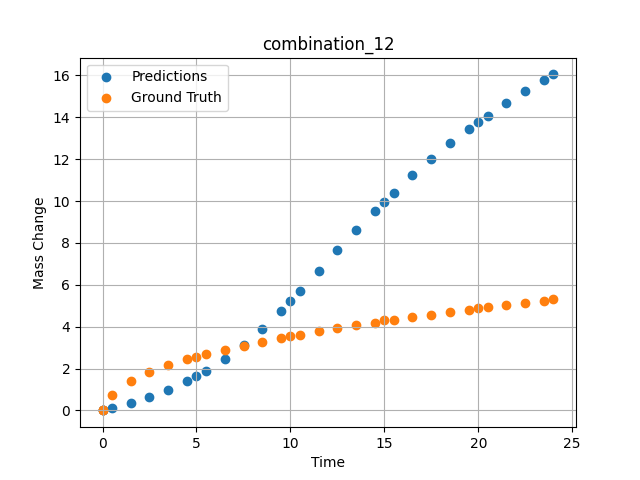 combination_12
Predictions
Ground Truth
Mass Change
16
14
12
10
8
6
4
2
0
0 5 10 15 20 25
Time